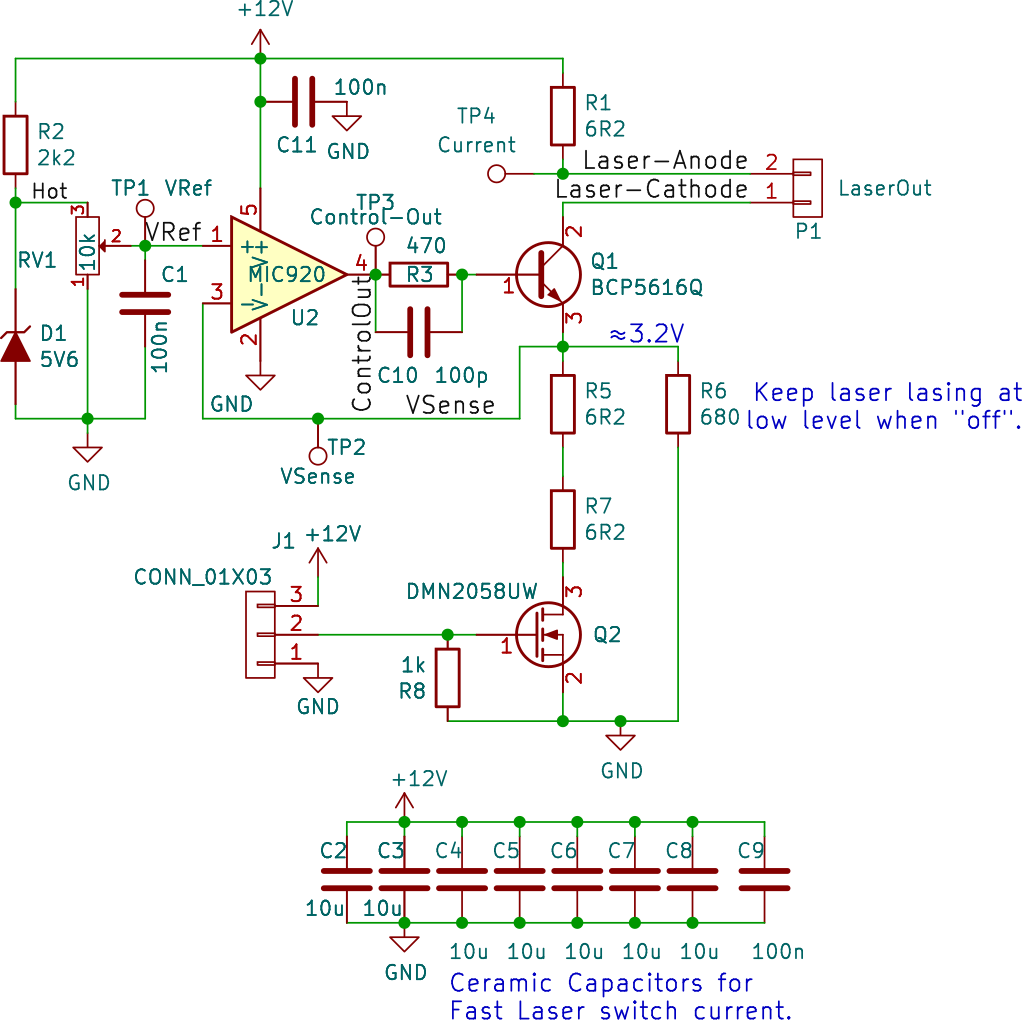 +12V
R2
2k2
100n
C11
GND
TP4
Current
R1
6R2
Laser-Anode
Laser-Cathode
2
1
LaserOut
P1
Hot
TP1 VRef
VRef
3
10k
2
1
RV1
C1
100n
D1
5V6
GND
5
1
3
2
4
++
V+
MIC920
V-
-
U2
GND
TP3
Control-Out
470
R3
ControlOut
C10 100p
VSense
TP2
VSense
2
1
3
Q1
BCP5616Q
≈3.2V
R5
6R2
R6
680
Keep laser lasing at
low level when "off".
R7
6R2
J1
+12V
CONN_01X03
3
2
1
GND
DMN2058UW
3
1
2
Q2
1k
R8
GND
+12V
C2 C3 C4 C5 C6 C7 C8 C9
10u 10u
10u 10u 10u 10u 10u 100n
GND
Ceramic Capacitors for
Fast Laser switch current.